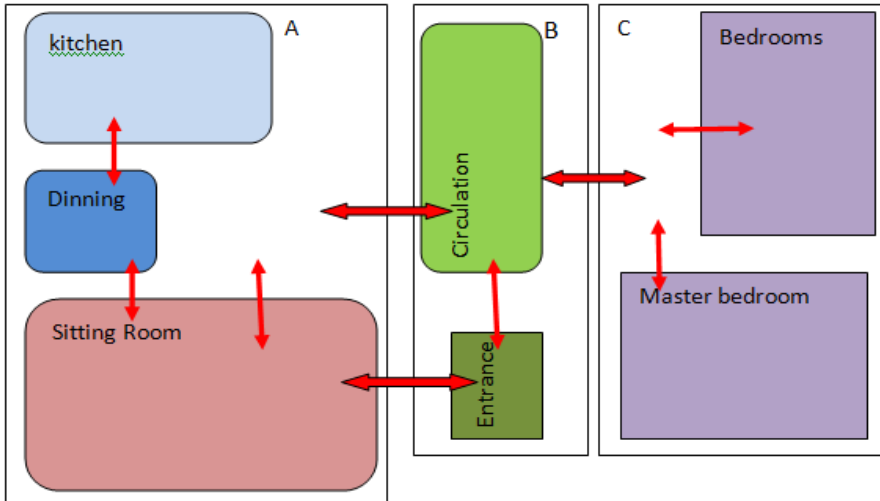 A
kitchen
Dinning
Sitting Room
B
Circulation
Entrance
C
Bedrooms
Master bedroom